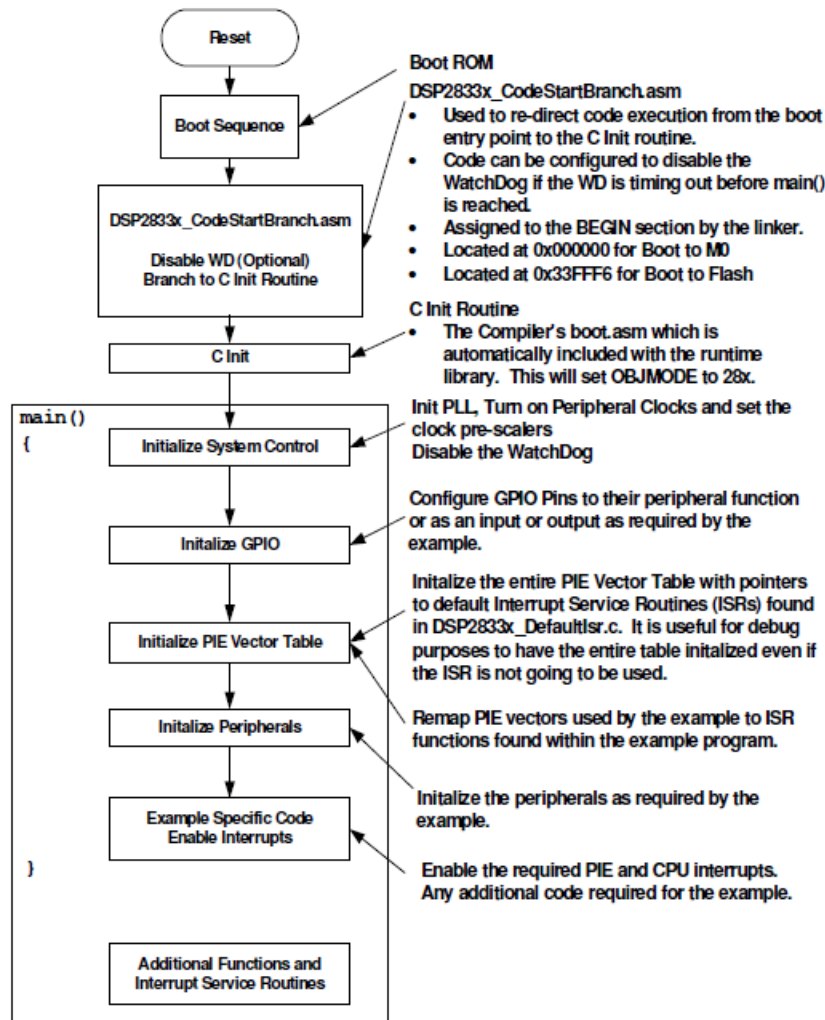 Reset
Boot ROM
DSP2833x_CodeStartBranch.asm
• Used to re-direct code execution from the boot
entry point to the C Init routine.
• Code can be configured to disable the
WatchDog if the WD is timing out before main()
is reached.
• Assigned to the BEGIN section by the linker.
• Located at 0x000000 for Boot to M0
• Located at 0x33FFF6 for Boot to Flash
Boot Sequence
DSP2833x_CodeStartBranch.asm
Disable WD (Optional)
Branch to C Init Routine
C Init Routine
• The Compiler's boot.asm which is
automatically included with the runtime
library. This will set OBJMODE to 28x.
C Init
main()
{
Initialize System Control
Init PLL, Turn on Peripheral Clocks and set the
clock pre-scalers
Disable the WatchDog
Initalize GPIO
Configure GPIO Pins to their peripheral function
or as an input or output as required by the
example.
Initialize PIE Vector Table
Initalize the entire PIE Vector Table with pointers
to default Interrupt Service Routines (ISRs) found
in DSP2833x_DefaultIsr.c. It is useful for debug
purposes to have the entire table initalized even if
the ISR is not going to be used.
Remap PIE vectors used by the example to ISR
functions found within the example program.
Initalize Peripherals
Initalize the peripherals as required by the
example.
Example Specific Code
Enable Interrupts
Enable the required PIE and CPU interrupts.
Any additional code required for the example.
}
Additional Functions and
Interrupt Service Routines